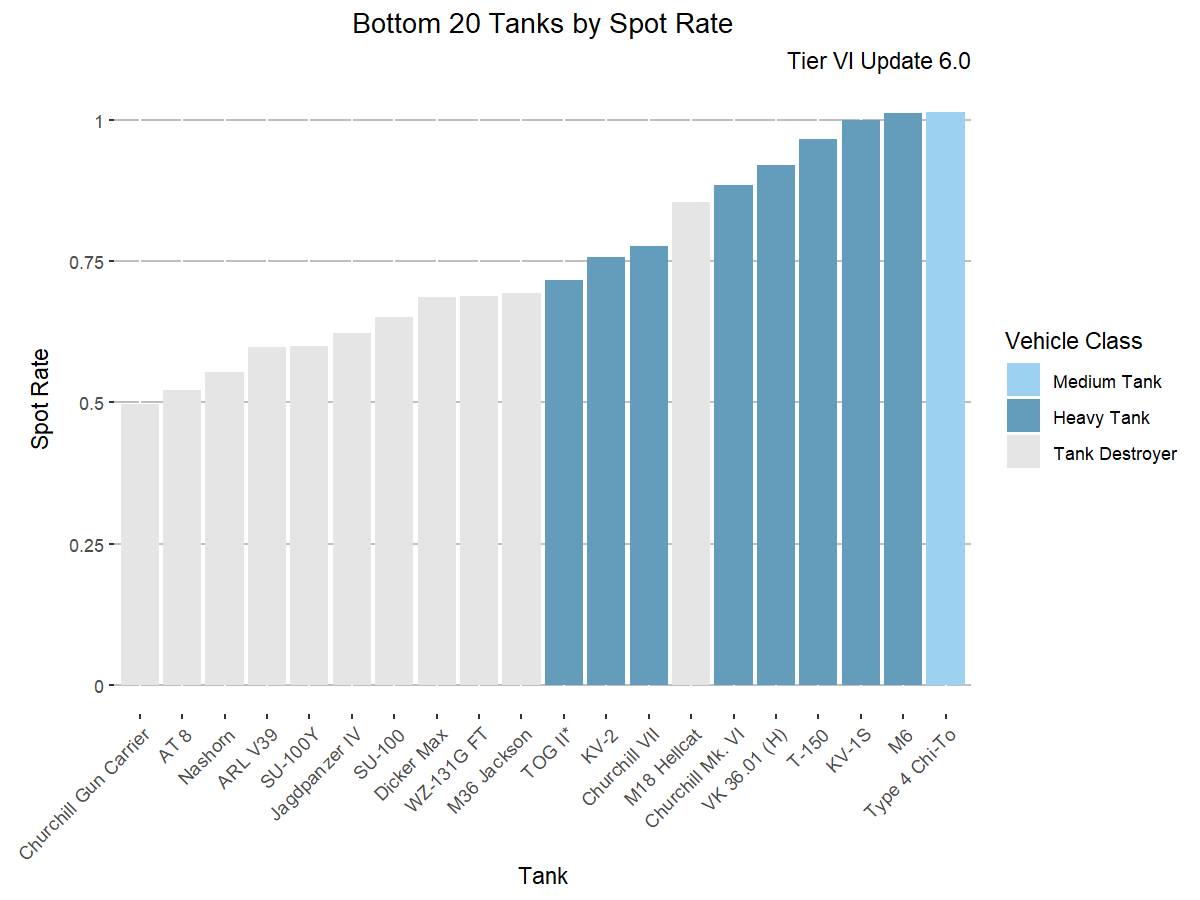 Bottom 20 Tanks by Spot Rate
Tier VI Update 6.0
1
0.75
0.5
0.25
0
Spot Rate
Churchill Gun Carrier
AT 8
Nashorn
ARL V39
SU-100Y
Jagdpanzer IV
SU-100
Dicker Max
WZ-131G FT
M36 Jackson
TOG II*
KV-2
Churchill VII
M18 Hellcat
Churchill Mk. VI
VK 36.01 (H)
T-150
KV-1S
M6
Type 4 Chi-To
Tank
Vehicle Class
Medium Tank
Heavy Tank
Tank Destroyer